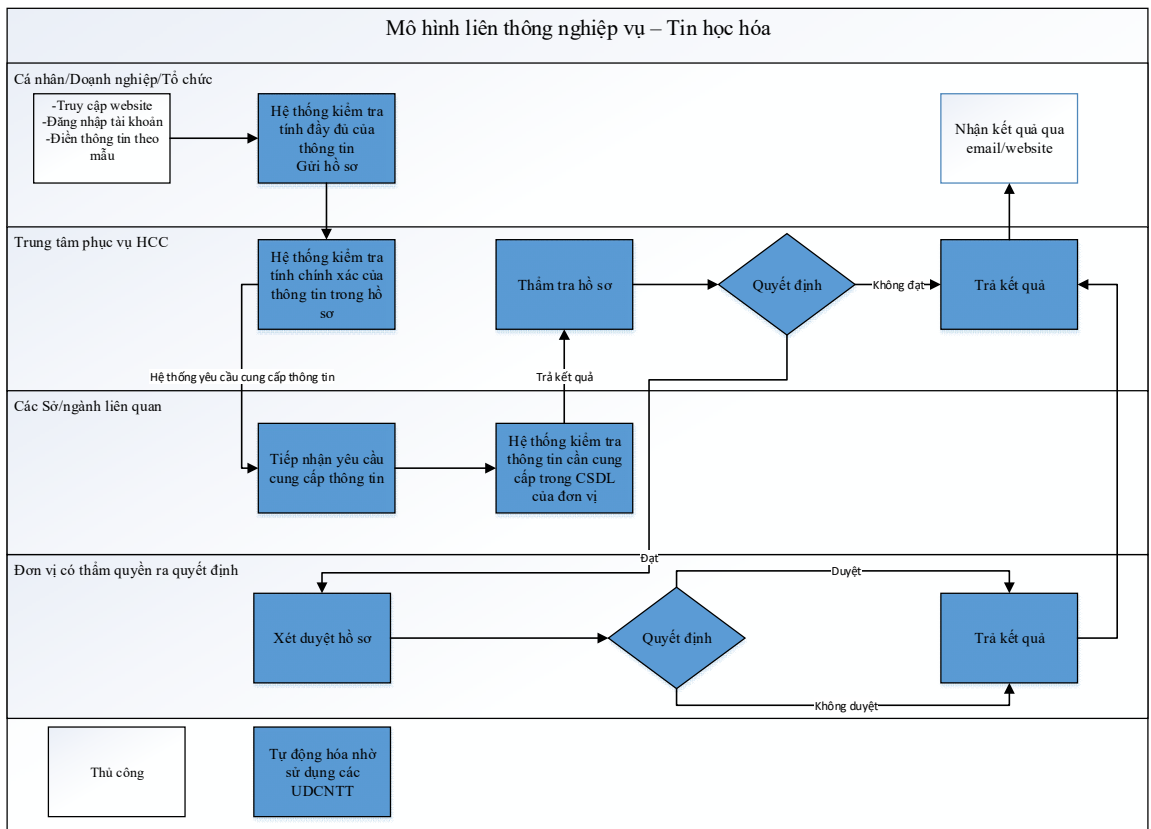 Mô hình liên thông nghiệp vụ – Tin học hóa
Cá nhân/Doanh nghiệp/Tổ chức
-Truy cập website
-Đăng nhập tài khoản
-Điền thông tin theo
mẫu
Hệ thống kiểm tra
tính đầy đủ của
thông tin
Gửi hồ sơ
Nhận kết quả qua
email/website
Trung tâm phục vụ HCC
Hệ thống kiểm tra
tính chính xác của
thông tin trong hồ
sơ
Thẩm tra hồ sơ
Quyết định
Không đạt
Trả kết quả
Hệ thống yêu cầu cung cấp thông tin
Trả kết quả
Các Sở/ngành liên quan
Tiếp nhận yêu cầu
cung cấp thông tin
Hệ thống kiểm tra
thông tin cần cung
cấp trong CSDL
của đơn vị
Đạt
Đơn vị có thẩm quyền ra quyết định
Xét duyệt hồ sơ
Quyết định
Duyệt
Không duyệt
Trả kết quả
Thủ công
Tự động hóa nhờ
sử dụng các
UDCNTT